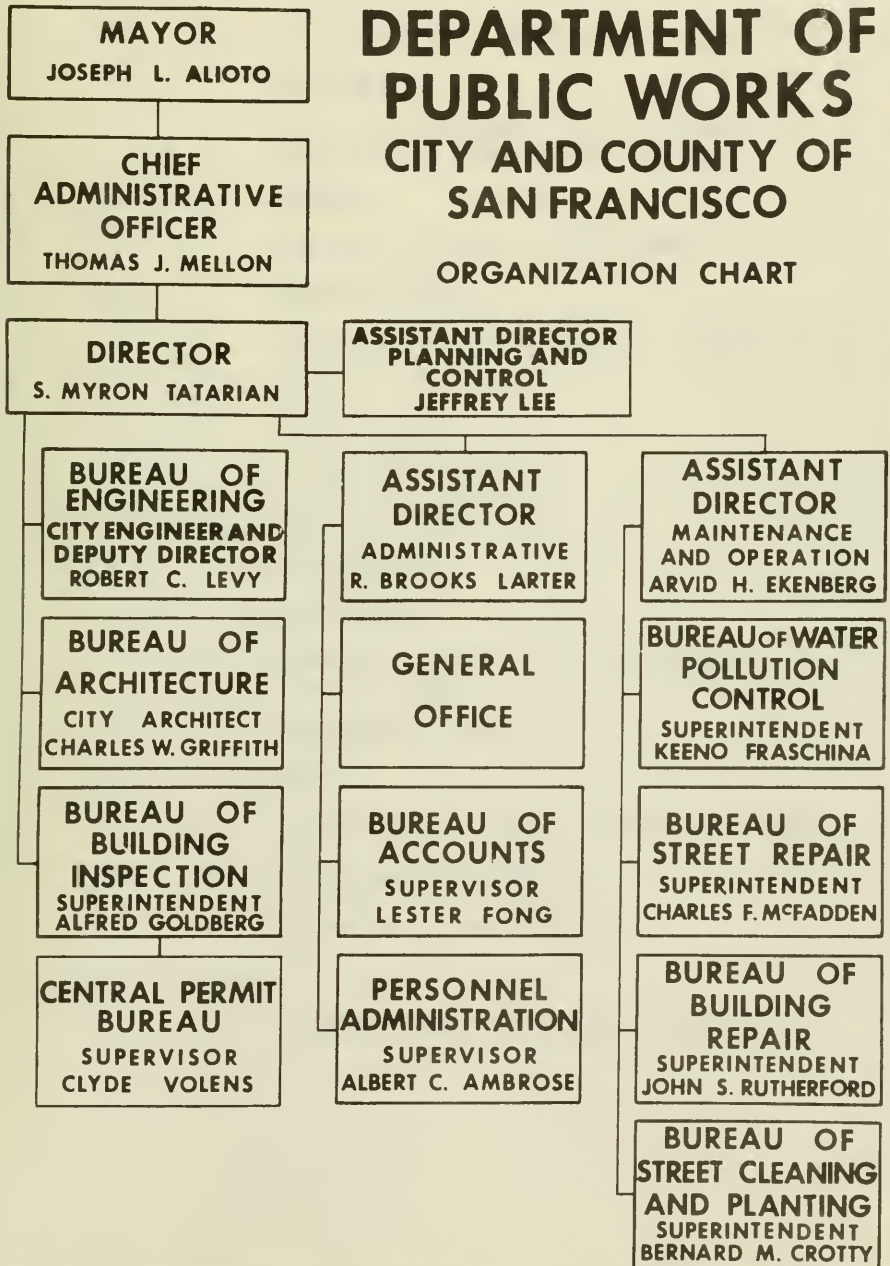 DEPARTMENT OF
PUBLIC WORKS
CITY AND COUNTY OF
SAN FRANCISCO
ORGANIZATION CHART
MAYOR
JOSEPH L. ALIOTO
CHIEF
ADMINISTRATIVE
OFFICER
THOMAS J. MELLON
DIRECTOR
S. MYRON TATARIAN
ASSISTANT DIRECTOR
PLANNING AND
CONTROL
JEFFREY LEE
BUREAU OF
ENGINEERING
CITY ENGINEER AND
DEPUTY DIRECTOR
ROBERT C. LEVY
BUREAU OF
ARCHITECTURE
CITY ARCHITECT
CHARLES W. GRIFFITH
BUREAU OF
BUILDING
INSPECTION
SUPERINTENDENT
ALFRED GOLDBERG
CENTRAL PERMIT
BUREAU
SUPERVISOR
CLYDE VOLENS
ASSISTANT
DIRECTOR
ADMINISTRATIVE
R. BROOKS LARTER
GENERAL
OFFICE
BUREAU OF
ACCOUNTS
SUPERVISOR
LESTER FONG
PERSONNEL
ADMINISTRATION
SUPERVISOR
ALBERT C. AMBROSE
ASSISTANT
DIRECTOR
MAINTENANCE
AND OPERATION
ARVID H. EKENBERG
BUREAU OF WATER
POLLUTION
CONTROL
SUPERINTENDENT
KEENO FRASCHINA
BUREAU OF
STREET REPAIR
SUPERINTENDENT
CHARLES F. McFADDEN
BUREAU OF
BUILDING
REPAIR
SUPERINTENDENT
JOHN S. RUTHERFORD
BUREAU OF
STREET CLEANING
AND PLANTING
SUPERINTENDENT
BERNARD M. CROTTY